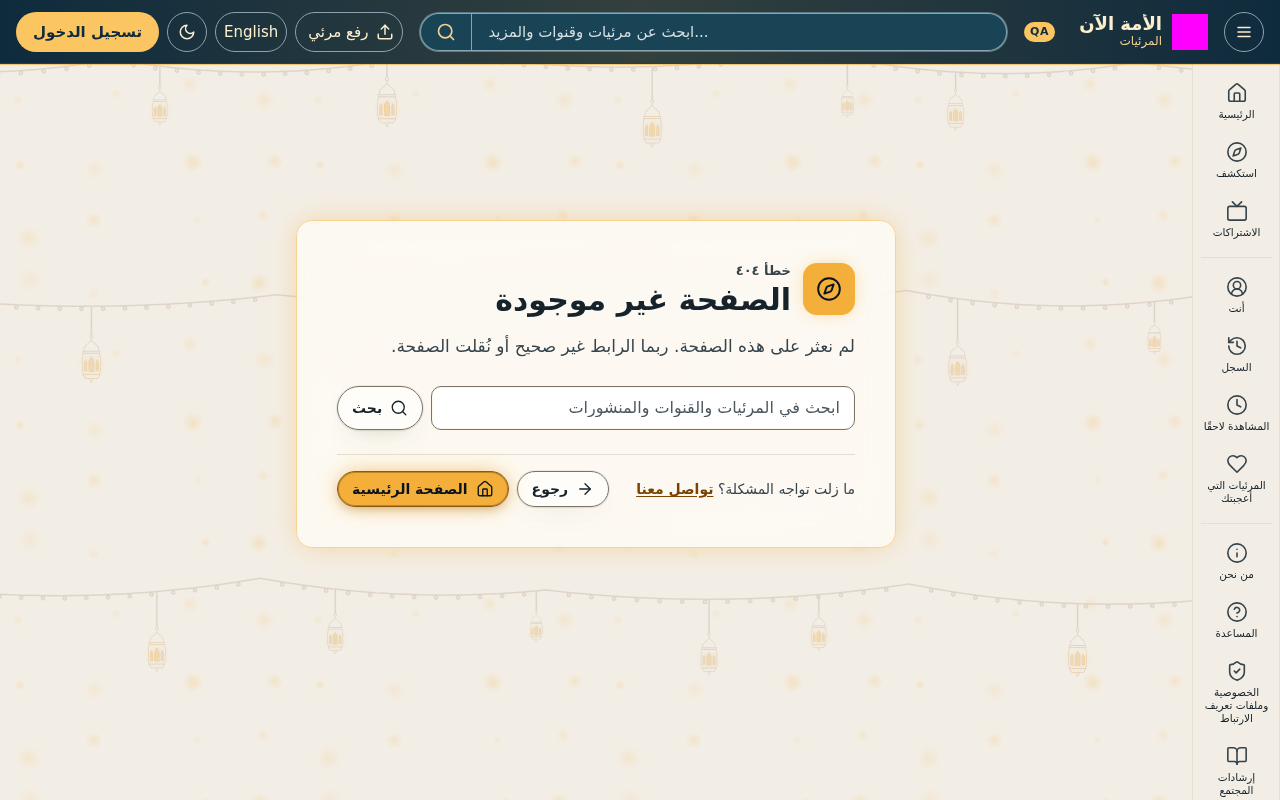 الأمة الآن
المرئيات
QA
ابحث عن مرئيات وقنوات والمزيد...
رفع مرئي
English
تسجيل الدخول
الرئيسية
استكشف
الاشتراكات
أنت
السجل
المشاهدة لاحقًا
المرئيات التي
أعجبتك
من نحن
المساعدة
الخصوصية
وملفات تعريف
الارتباط
إرشادات
المجتمع
خطأ ٤٠٤
الصفحة غير موجودة
لم نعثر على هذه الصفحة. ربما الرابط غير صحيح أو نُقلت الصفحة.
ابحث في المرئيات والقنوات والمنشورات
بحث
ما زلت تواجه المشكلة؟ تواصل معنا
رجوع
الصفحة الرئيسية